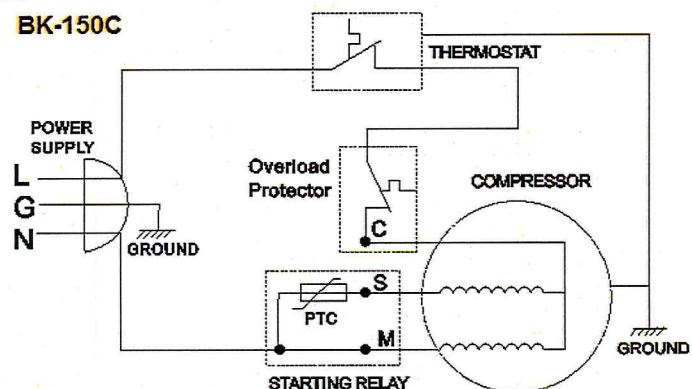 BK-150C
THERMOSTAT
POWER
SUPPLY
L
G
N
GROUND
Overload
Protector
C
COMPRESSOR
S
PTC
M
STARTING RELAY
GROUND